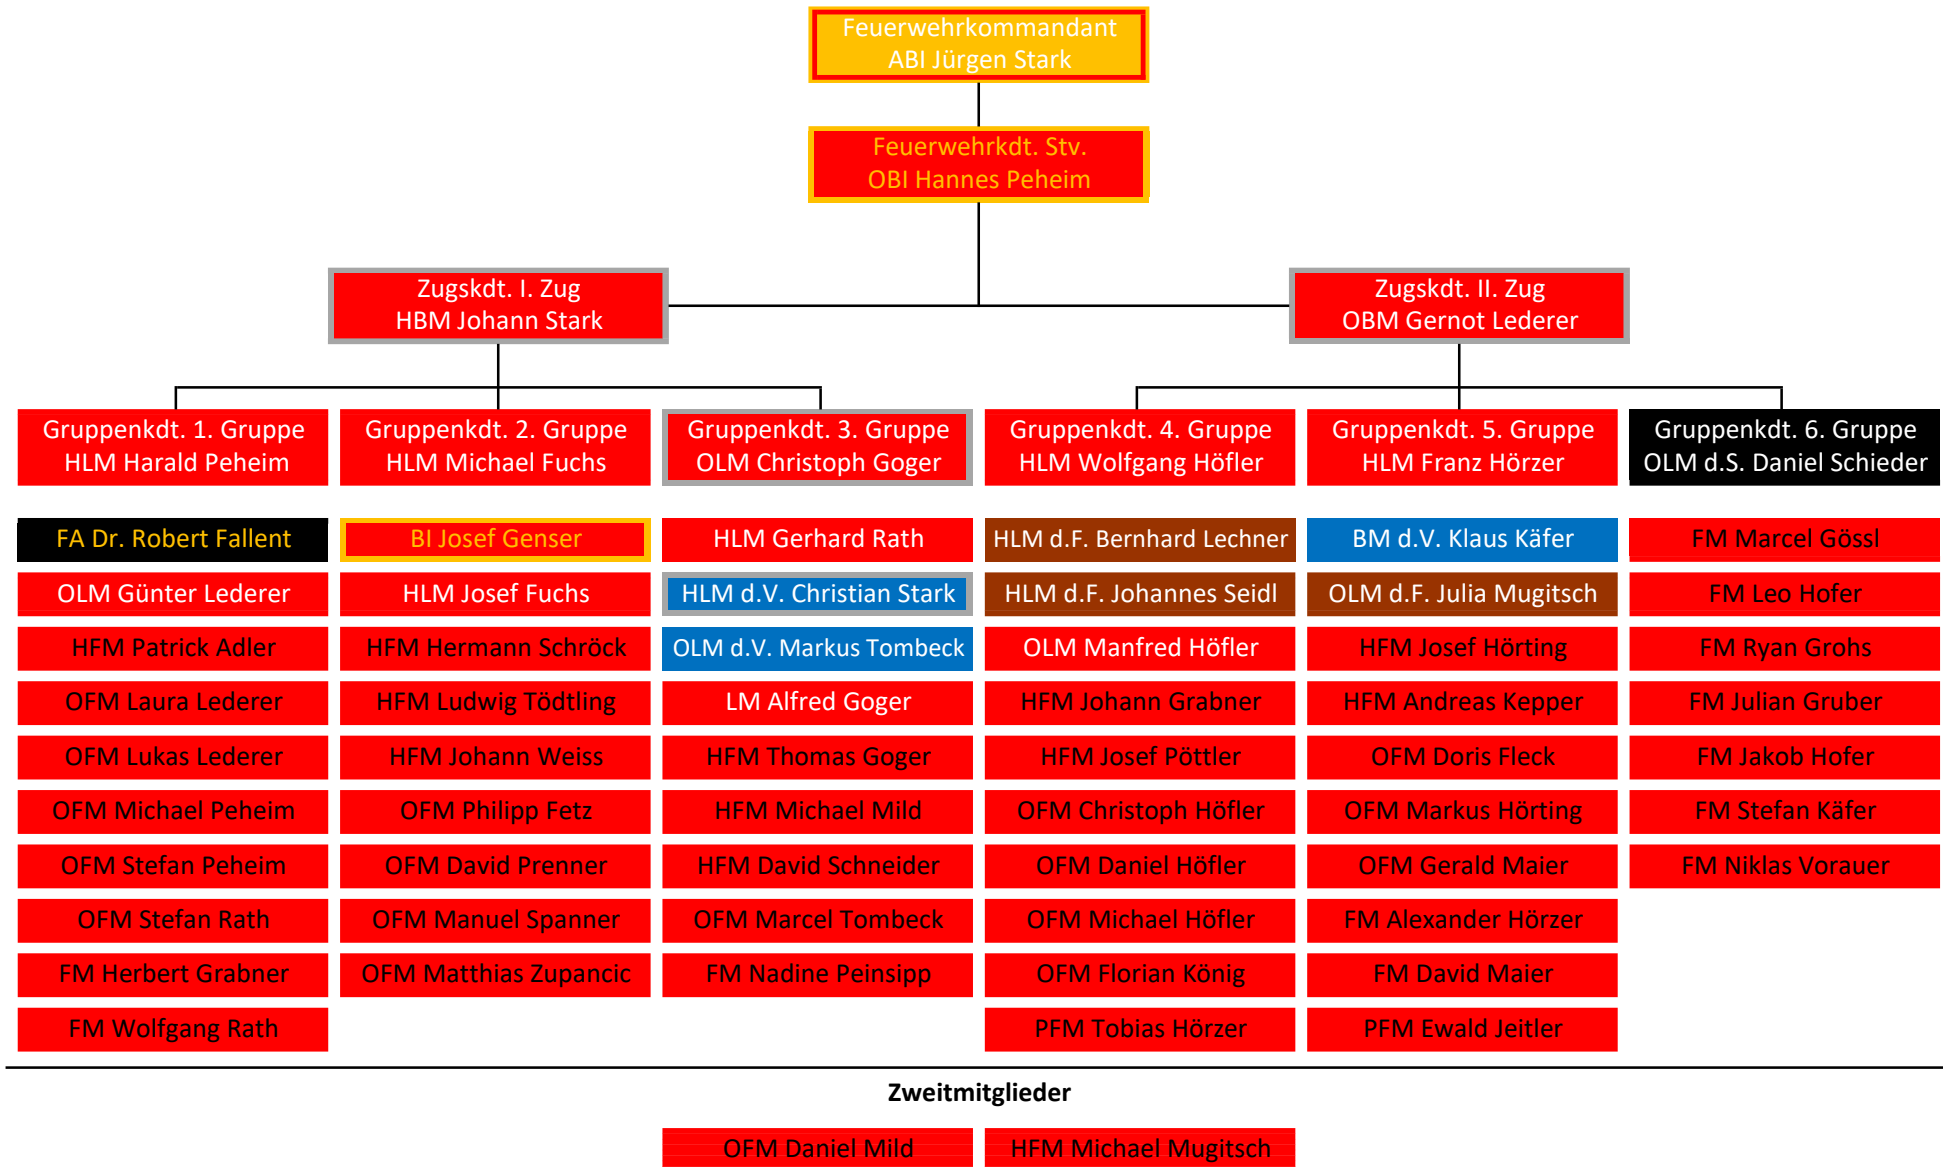 Feuerwehrkommandant
ABI Jürgen Stark
Feuerwehrkdt. Stv.
OBI Hannes Peheim
Zugskdt. I. Zug
HBM Johann Stark
Zugskdt. II. Zug
OBM Gernot Lederer
Gruppenkdt. 1. Gruppe
HLM Harald Peheim
Gruppenkdt. 2. Gruppe
HLM Michael Fuchs
Gruppenkdt. 3. Gruppe
OLM Christoph Goger
Gruppenkdt. 4. Gruppe
HLM Wolfgang Höfler
Gruppenkdt. 5. Gruppe
HLM Franz Hörzer
Gruppenkdt. 6. Gruppe
OLM d.S. Daniel Schieder
FA Dr. Robert Fallent
OLM Günter Lederer
HFM Patrick Adler
OFM Laura Lederer
OFM Lukas Lederer
OFM Michael Peheim
OFM Stefan Peheim
OFM Stefan Rath
FM Herbert Grabner
FM Wolfgang Rath
BI Josef Genser
HLM Josef Fuchs
HFM Hermann Schröck
HFM Ludwig Tödtling
HFM Johann Weiss
OFM Philipp Fetz
OFM David Prenner
OFM Manuel Spanner
OFM Matthias Zupancic
HLM Gerhard Rath
HLM d.V. Christian Stark
OLM d.V. Markus Tombeck
LM Alfred Goger
HFM Thomas Goger
HFM Michael Mild
HFM David Schneider
OFM Marcel Tombeck
FM Nadine Peinsipp
HLM d.F. Bernhard Lechner
HLM d.F. Johannes Seidl
OLM Manfred Höfler
HFM Johann Grabner
HFM Josef Pöttler
OFM Christoph Höfler
OFM Daniel Höfler
OFM Michael Höfler
OFM Florian König
PFM Tobias Hörzer
BM d.V. Klaus Käfer
OLM d.F. Julia Mugitsch
HFM Josef Hörting
HFM Andreas Kepper
OFM Doris Fleck
OFM Markus Hörting
OFM Gerald Maier
FM Alexander Hörzer
FM David Maier
PFM Ewald Jeitler
FM Marcel Gössl
FM Leo Hofer
FM Ryan Grohs
FM Julian Gruber
FM Jakob Hofer
FM Stefan Käfer
FM Niklas Vorauer
Zweitmitglieder
OFM Daniel Mild
HFM Michael Mugitsch